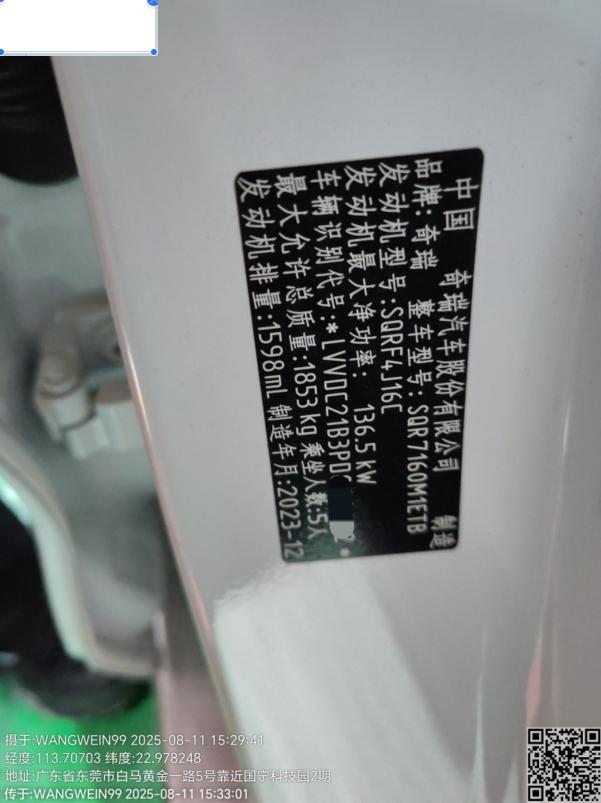 中国 奇瑞汽车股份有限公司 制造
品牌:奇瑞 整车型号:SQR7160METB
发动机型号:SQRF4J16C
发动机最大净功率: 136.5 kW
车辆识别代号:*LVVDC21B3PD *
最大允许总质量:1853 kg 乘坐人数:5人
发动机排量:1598mL 制造年月:2023-12
摄于:WANGWEIN99 2025-08-11 15:29:41
经度:113.70703 纬度:22.978248
地址:广东省东莞市白马黄金一路5号靠近国宁科技园2期
传于:WANGWEIN99 2025-08-11 15:33:01